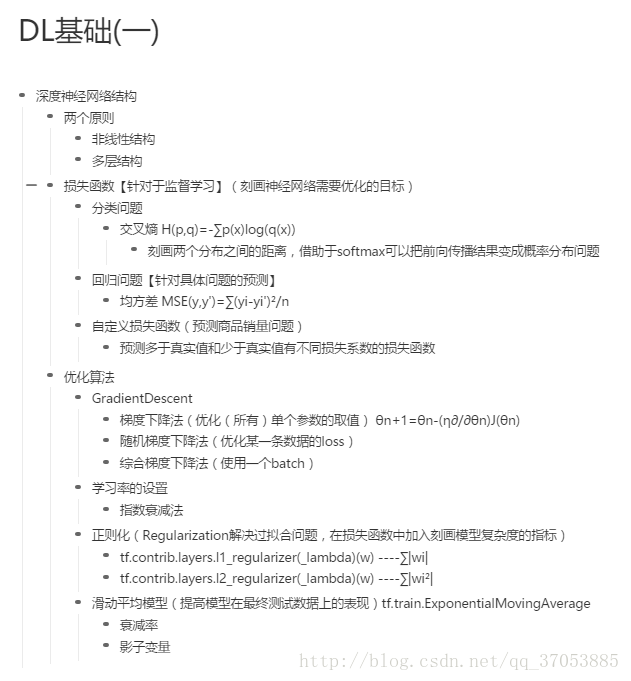 DL基础(一)
深度神经网络结构
两个原则
非线性结构
多层结构
损失函数【针对于监督学习】（刻画神经网络需要优化的目标）
分类问题
交叉熵 H(p,q)=-∑p(x)log(q(x))
刻画两个分布之间的距离，借助于softmax可以把前向传播结果变成概率分布问题
回归问题【针对具体问题的预测】
均方差 MSE(y,y')=∑(yi-yi')²/n
自定义损失函数（预测商品销量问题）
预测多于真实值和少于真实值有不同损失系数的损失函数
优化算法
GradientDescent
梯度下降法（优化（所有）单个参数的取值） θn+1=θn-(η∂/∂θn)J(θn)
随机梯度下降法（优化某一条数据的loss）
综合梯度下降法（使用一个batch）
学习率的设置
指数衰减法
正则化（Regularization解决过拟合问题，在损失函数中加入刻画模型复杂度的指标）
tf.contrib.layers.l1_regularizer(_lambda)(w) ----∑|wi|
tf.contrib.layers.l2_regularizer(_lambda)(w) ----∑|wi²|
滑动平均模型（提高模型在最终测试数据上的表现）tf.train.ExponentialMovingAverage
衰减率
影子变量
http://blog.csdn.net/qq_37053885